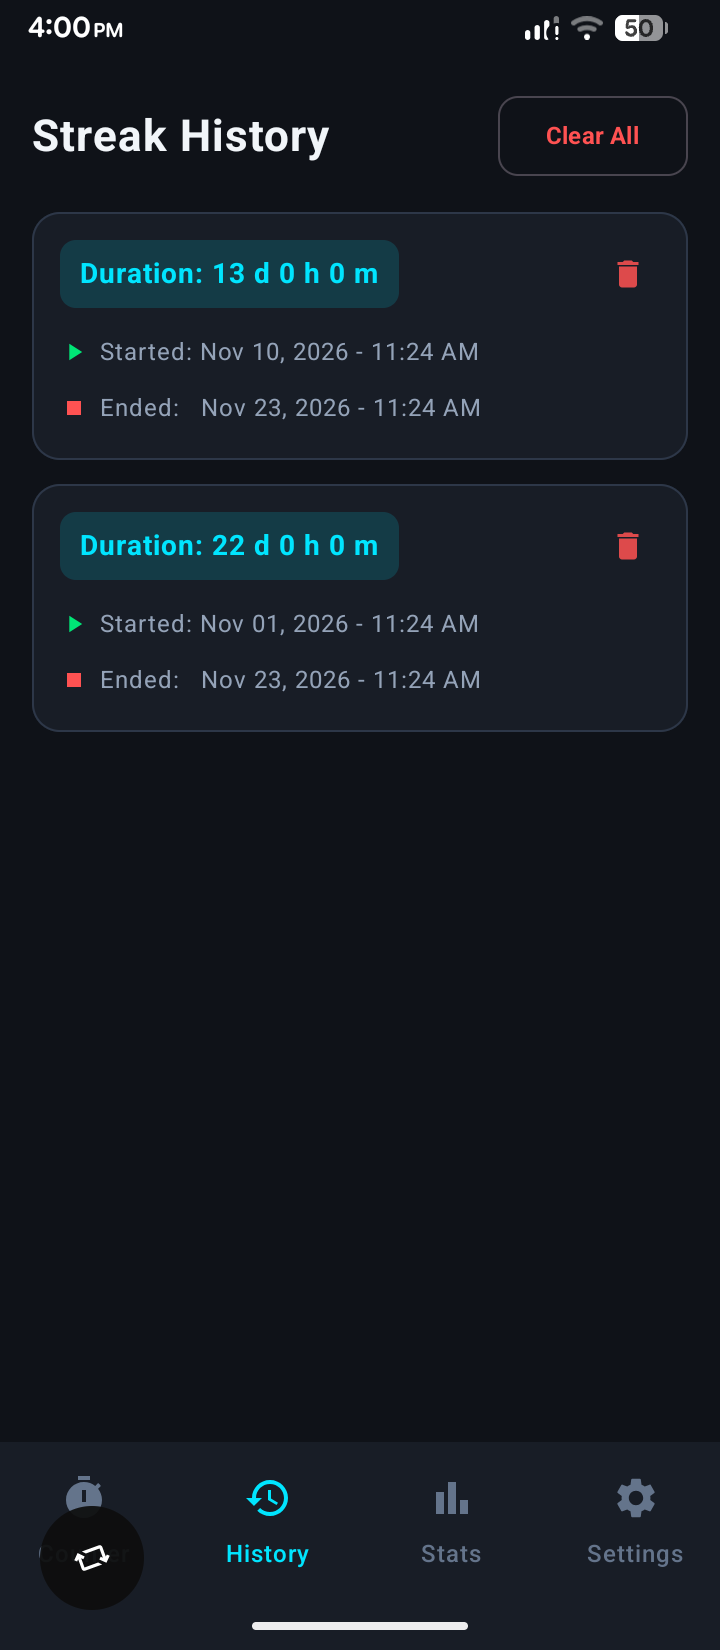 4:00 PM
50
Streak History
Clear All
Duration: 13 d 0 h 0 m
Started: Nov 10, 2026 - 11:24 AM
Ended: Nov 23, 2026 - 11:24 AM
Duration: 22 d 0 h 0 m
Started: Nov 01, 2026 - 11:24 AM
Ended: Nov 23, 2026 - 11:24 AM
History
Stats
Settings